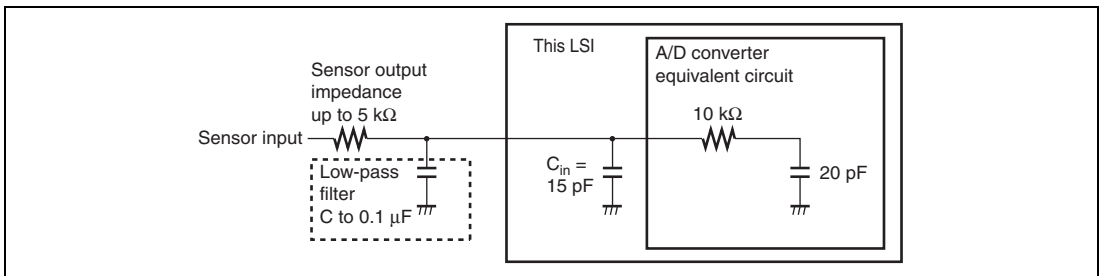 This LSI
A/D converter
equivalent circuit
Sensor output
impedance
up to 5 kΩ
10 kΩ
Sensor input
Low-pass
filter
C to 0.1 μF
C_in =
15 pF
20 pF